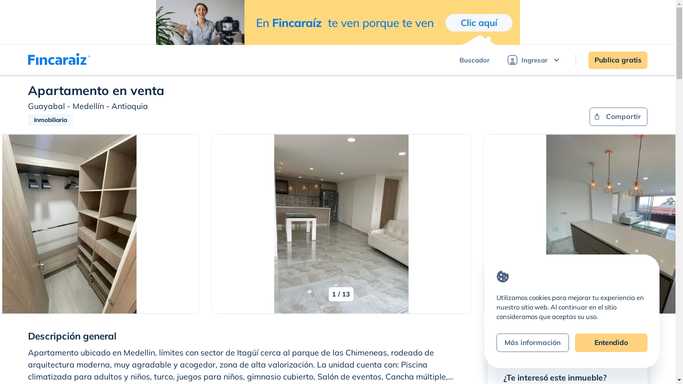 En Fincaraíz te ven porque te ven
Clic aquí
Fincaraiz
Buscador
Ingresar
Publica gratis
Apartamento en venta
Guayabal - Medellín - Antioquia
Inmobiliaria
Compartir
1 / 13
Utilizamos cookies para mejorar tu experiencia en
nuestro sitio web. Al continuar en el sitio
consideramos que aceptas su uso.
Más información
Entendido
Descripción general
Apartamento ubicado en Medellin, límites con sector de Itagüí cerca al parque de las Chimeneas, rodeado de
arquitectura moderna, muy agradable y acogedor, zona de alta valorización. La unidad cuenta con: Piscina
climatizada para adultos y niños, turco, juegos para niños, gimnasio cubierto, Salón de eventos, Cancha múltiple,...
¿Te interesó este inmueble?